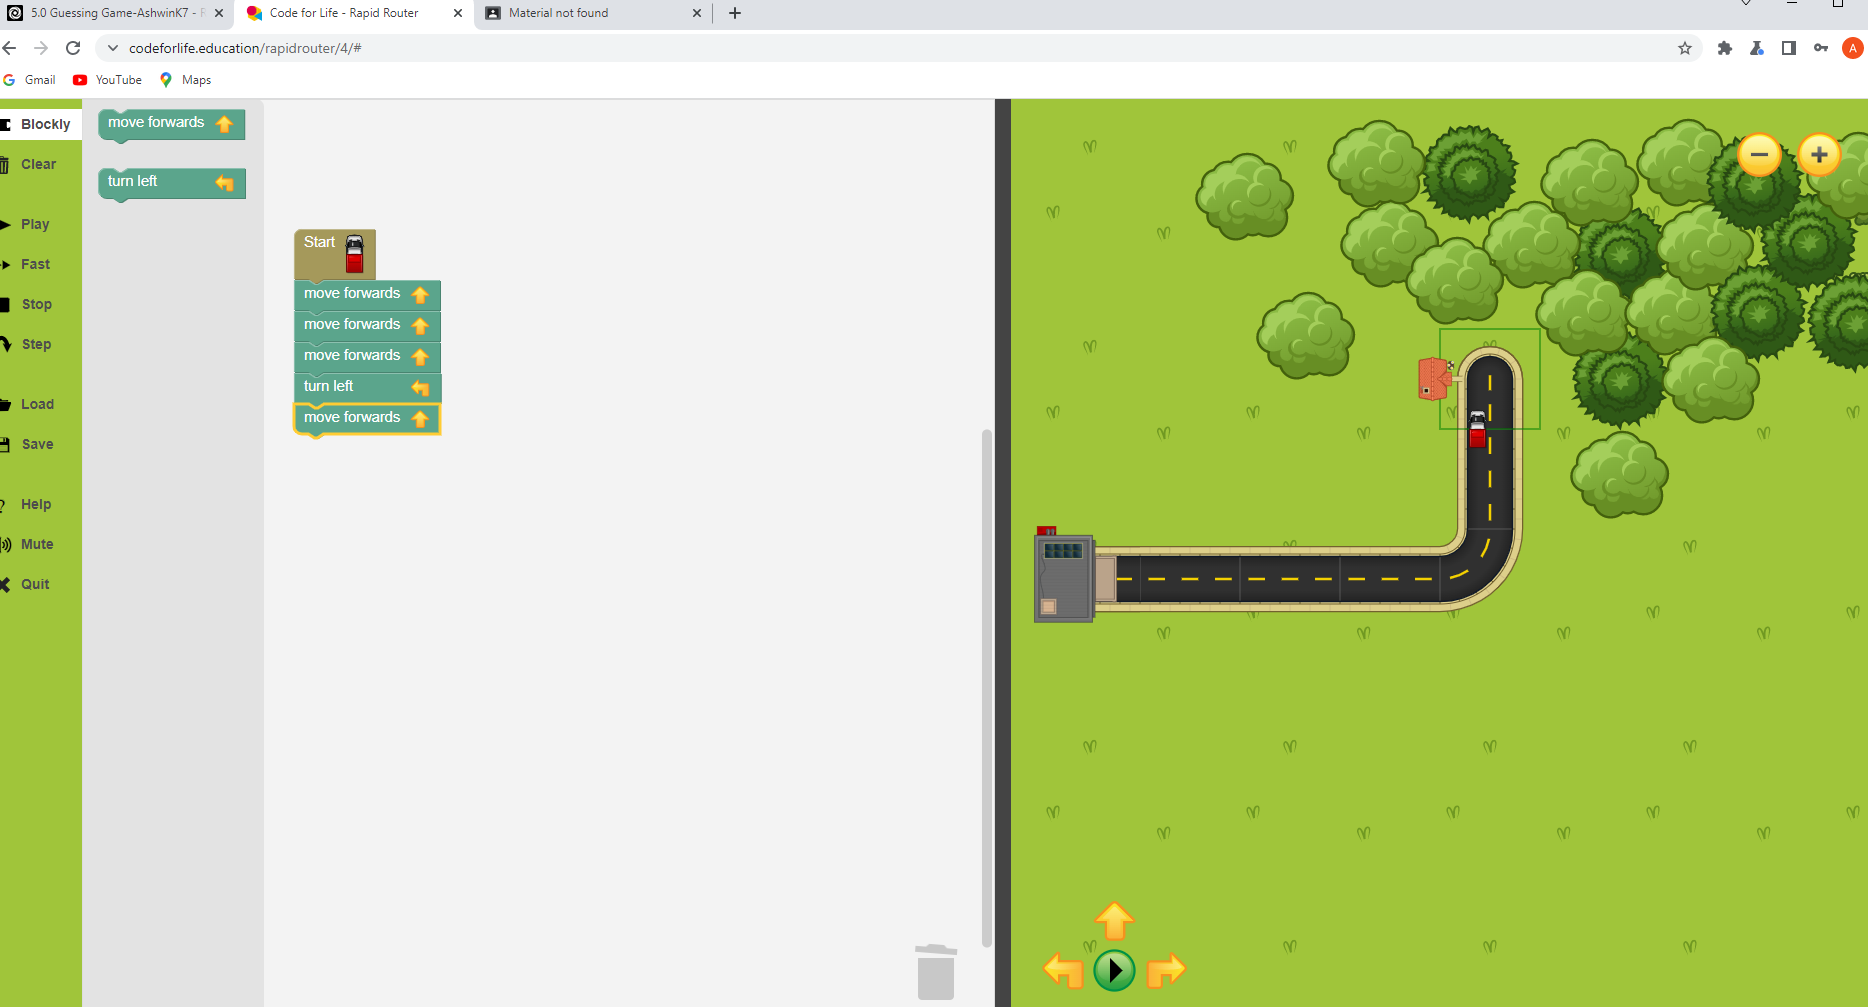 5.0 Guessing Game-AshwinK7 - R
Code for Life - Rapid Router
Material not found
codeforlife.education/rapidrouter/4/#
A
Gmail
YouTube
Maps
Blockly
Clear
Play
Fast
Stop
Step
Load
Save
Help
Mute
Quit
move forwards
turn left
Start
move forwards
move forwards
move forwards
turn left
move forwards